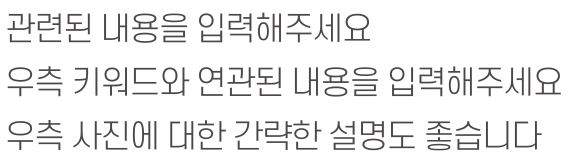 관련된 내용을 입력해주세요
우측 키워드와 연관된 내용을 입력해주세요
우측 사진에 대한 간략한 설명도 좋습니다